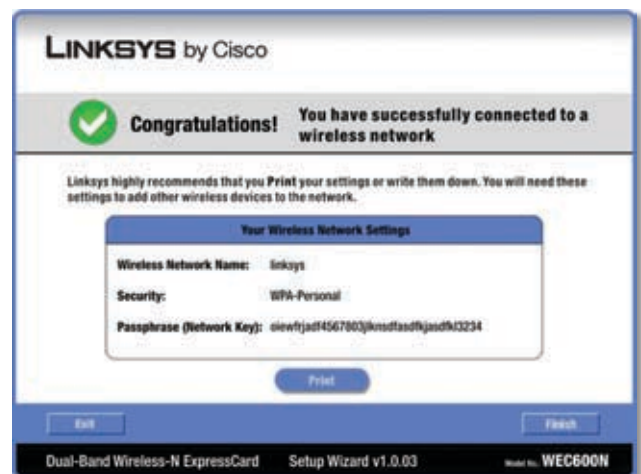 LINKSYS by Cisco
Congratulations!
You have successfully connected to a
wireless network
Linksys highly recommends that you Print your settings or write them down. You will need these
settings to add other wireless devices to the network.
Your Wireless Network Settings
Wireless Network Name: linksys
Security: WPA-Personal
Passphrase (Network Key):
Print
Exit
Finish
Dual-Band Wireless-N ExpressCard Setup Wizard v1.0.03 Model No. WEC600N